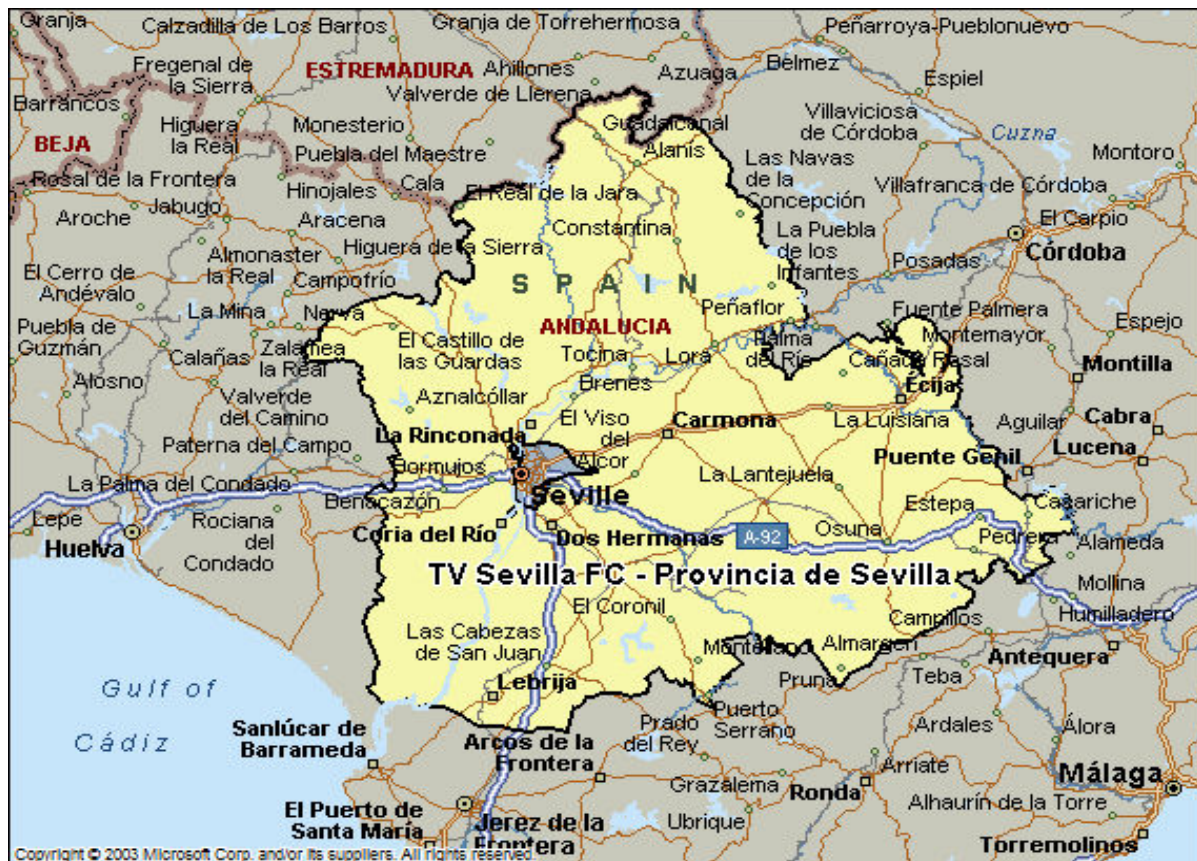 Granja
Calzadilla de Los Barros
Granja de Torrehermosa
Peñarroya-Pueblonuevo
Fregenal de
la Sierra
ESTREMADURA
Ahillones
Azuaga
Bélmez
Espiel
Barrancos
Valverde de Llerena
BEJA
Higuera
la Real
Monesterio
Guadalcanal
Villaviciosa
de Córdoba
Cuzna
Puebla del Maestre
Alanís
Las Navas
de la
Concepción
Montoro
Rosal de la Frontera
Hinojales
Cala
El Real de la Jara
Villafranca de Córdoba
Aroche
Jabugo
Aracena
Constantina
La Puebla
de los
Infantes
El Carpio
Córdoba
Almonaster
la Real
Higuera de la Sierra
Posadas
El Cerro de
Andévalo
Campofrío
SPAIN
La Mina
Nerva
Peñaflor
Fuente Palmera
Puebla de
Guzmán
Calañas
Zalamea
la Real
El Castillo de
las Guardas
ANDALUCIA
Tocina
Lora
Palma
del Río
Montemayor
Espejo
Cañada Rosal
Montilla
Alosno
Valverde
del Camino
Aznalcóllar
Brenes
Écija
El Viso
del
Alcor
La Rinconada
Carmona
La Luisiana
Aguilar
Cabra
Paterna del Campo
Bormujos
Puente Genil
Lucena
La Palma del Condado
Benacazón
Seville
La Lantejuela
Estepa
Casariche
Lepe
Huelva
Rociana
del
Condado
Coria del Río
Dos Hermanas
A-92
Osuna
Pedrera
Alameda
TV Sevilla FC - Provincia de Sevilla
Mollina
El Coronil
Campillos
Humilladero
Las Cabezas
de San Juan
Montellano
Almargen
Antequera
Lebrija
Pruna
Teba
Gulf of
Cádiz
Sanlúcar de
Barrameda
Arcos de la
Frontera
Prado
del Rey
Puerto
Serrano
Ardales
Álora
Grazalema
Ronda
Arriate
Málaga
El Puerto de
Santa María
Jerez de la
Frontera
Ubrique
Alhaurín de la Torre
Torremolinos
Copyright © 2003 Microsoft Corp. and/or its suppliers. All rights reserved.